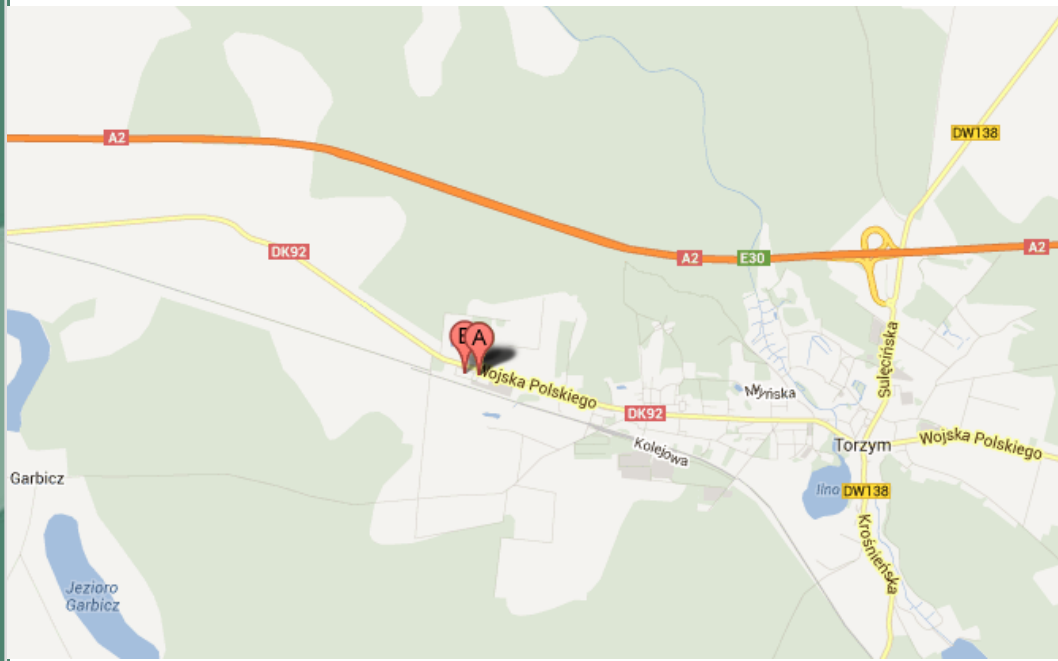 DW138
A2
A2
DK92
A2
E30
A
Sulęcińska
Wojska Polskiego
DK92
Torzym
Wojska Polskiego
Kolejowa
Garbicz
Ilno
DW138
Krośnieńska
Jezioro
Garbicz